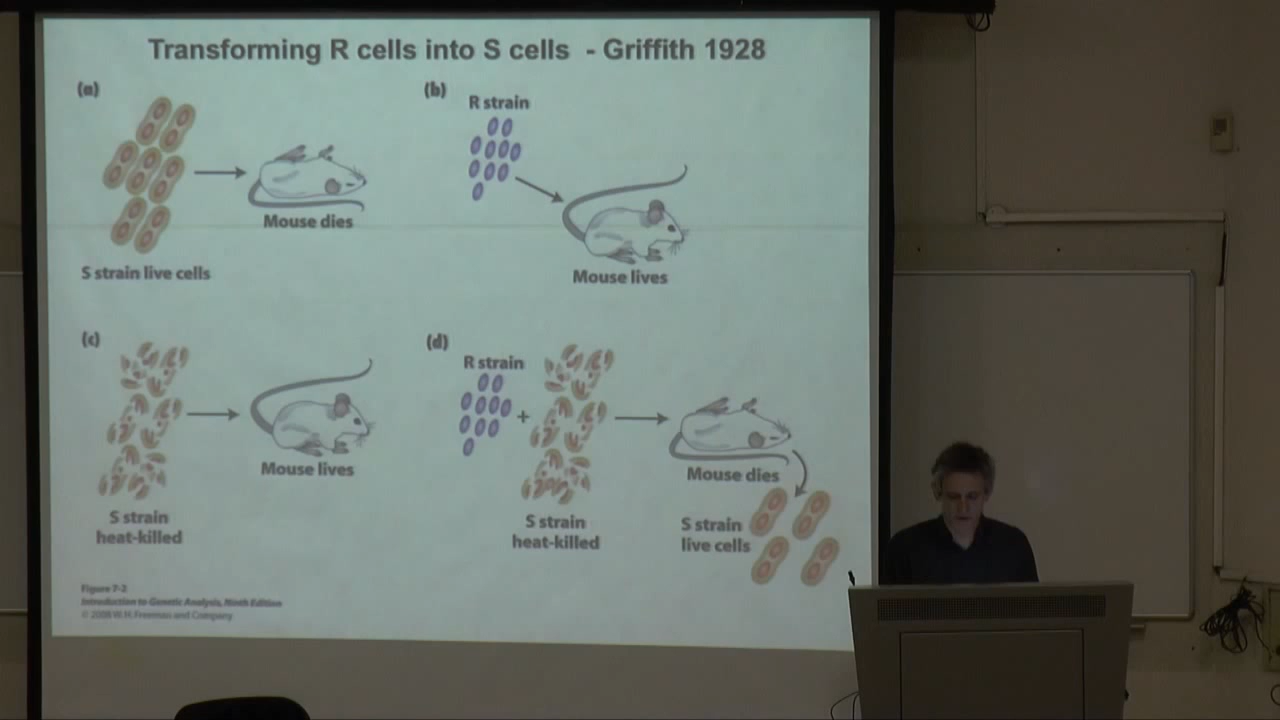 Transforming R cells into S cells - Griffith 1928
(a)
Mouse dies
S strain live cells
(b)
R strain
Mouse lives
(c)
Mouse lives
S strain
heat-killed
(d)
R strain
+
Mouse dies
S strain
heat-killed
S strain
live cells
Figure 7-2
Introduction to Genetic Analysis, Ninth Edition
© 2008 W.H. Freeman and Company